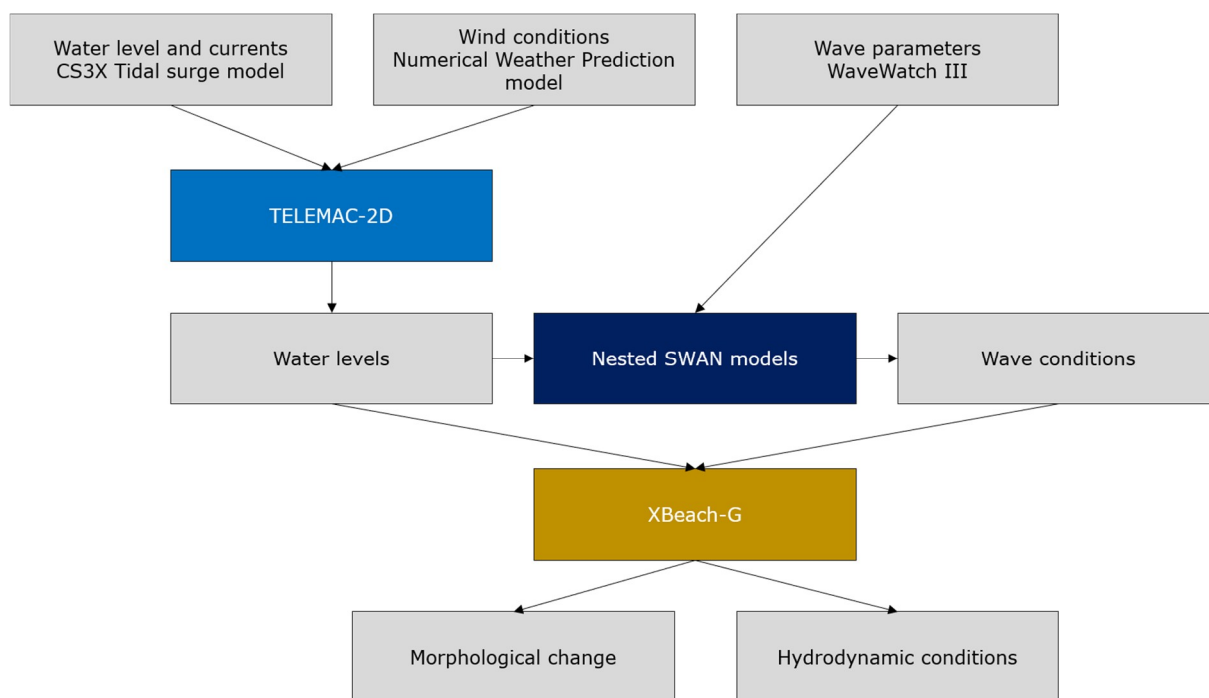 Water level and currents
CS3X Tidal surge model
Wind conditions
Numerical Weather Prediction
model
Wave parameters
WaveWatch III
TELEMAC-2D
Water levels
Nested SWAN models
Wave conditions
XBeach-G
Morphological change
Hydrodynamic conditions